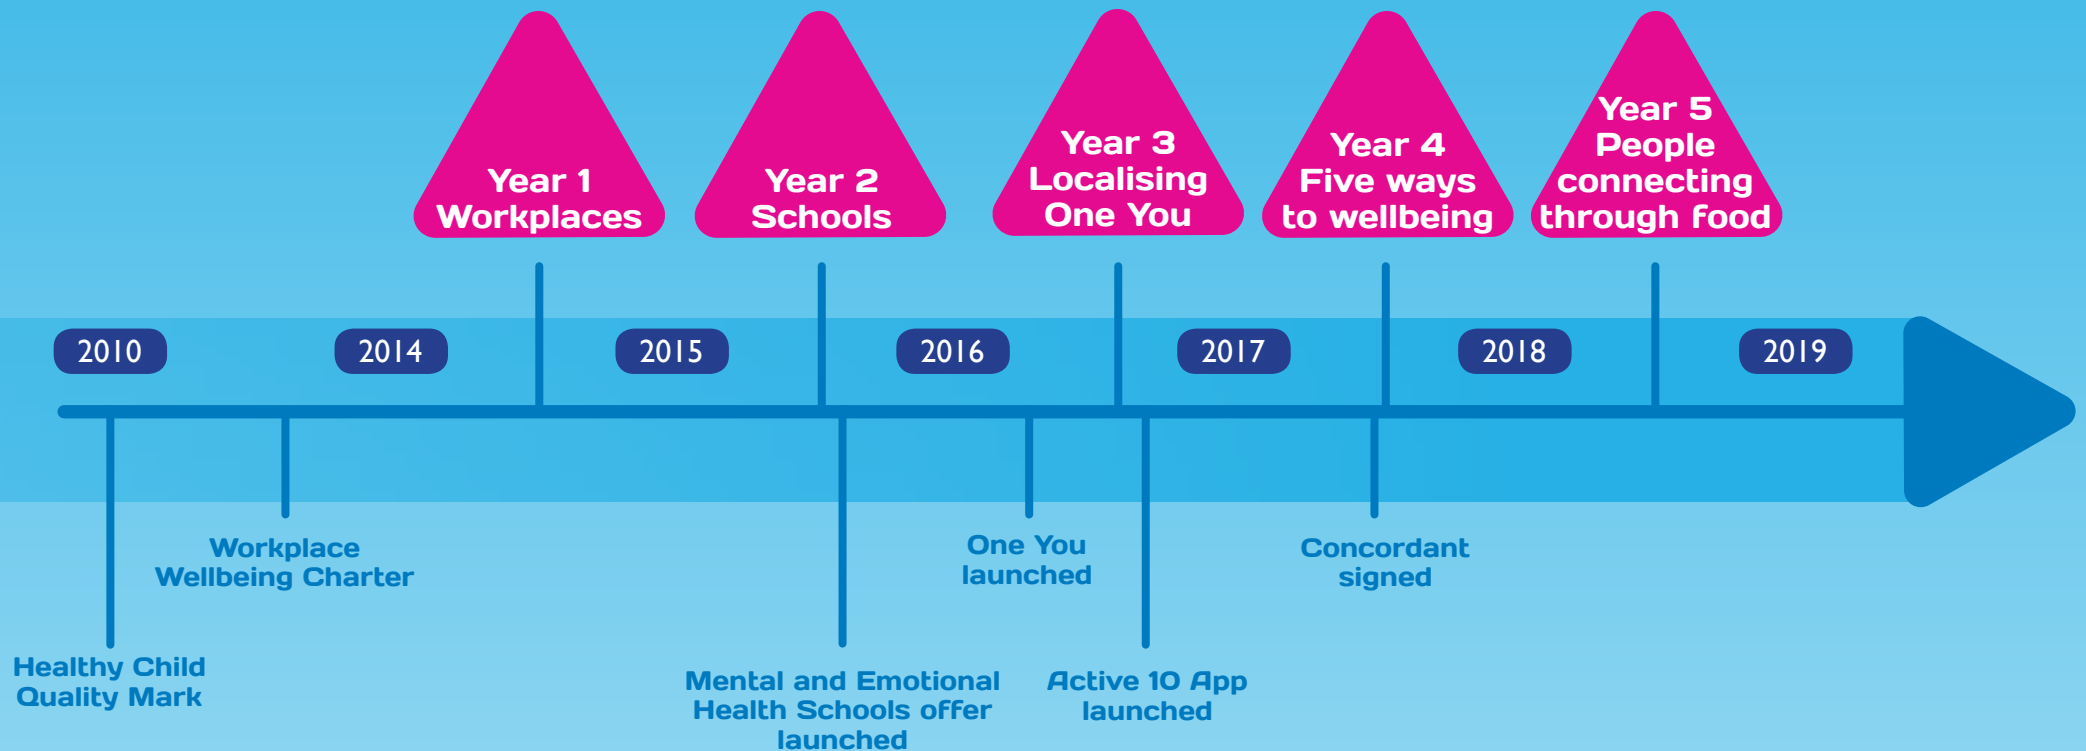 Year 1
Workplaces
Year 2
Schools
Year 3
Localising
One You
Year 4
Five ways
to wellbeing
Year 5
People
connecting
through food
2010
2014
2015
2016
2017
2018
2019
Workplace
Wellbeing Charter
One You
launched
Concordant
signed
Healthy Child
Quality Mark
Mental and Emotional
Health Schools offer
launched
Active 10 App
launched